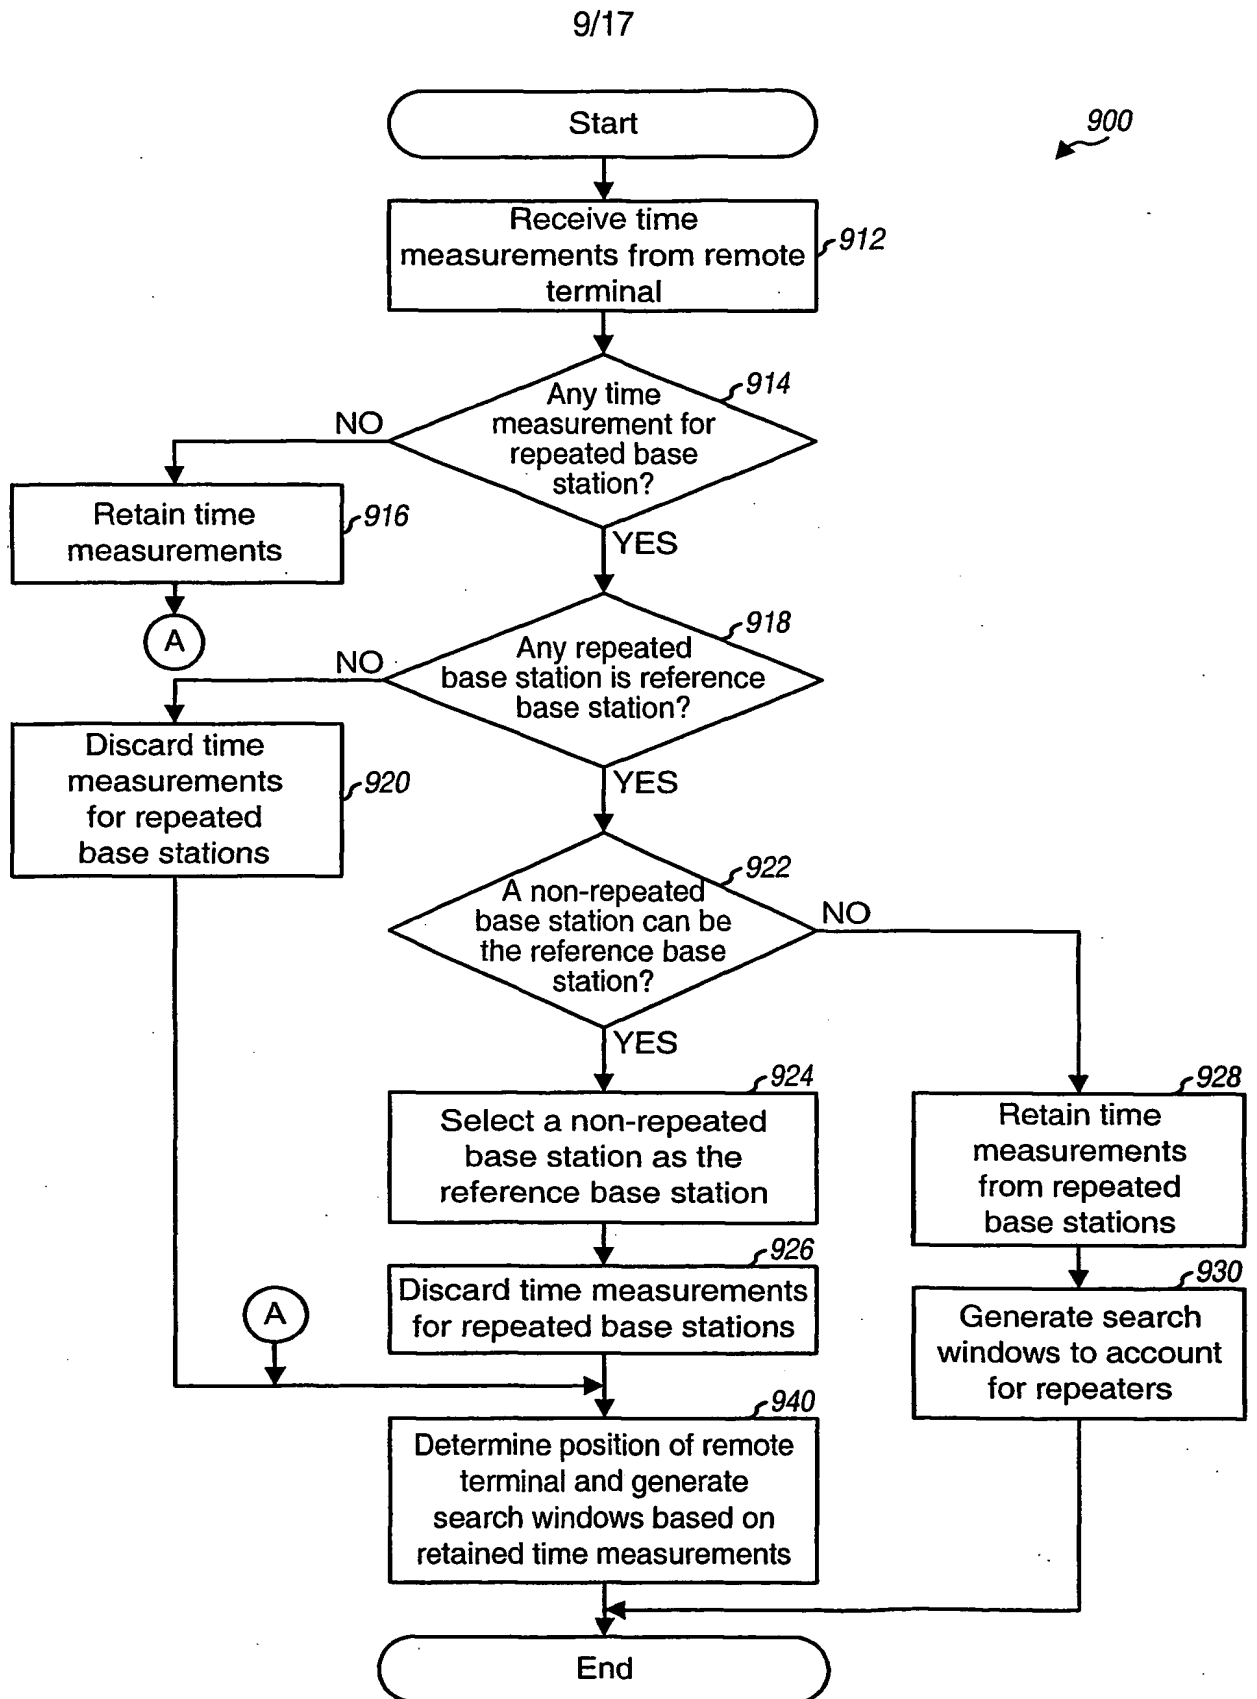 9/17
Start
900
Receive time
measurements from remote
terminal
912
Any time
measurement for
repeated base
station?
914
NO
YES
Retain time
measurements
916
A
Any repeated
base station is reference
base station?
918
NO
YES
Discard time
measurements
for repeated
base stations
920
A non-repeated
base station can be
the reference base
station?
922
NO
YES
924
Select a non-repeated
base station as the
reference base station
928
Retain time
measurements
from repeated
base stations
926
Discard time measurements
for repeated base stations
930
Generate search
windows to account
for repeaters
A
940
Determine position of remote
terminal and generate
search windows based on
retained time measurements
End